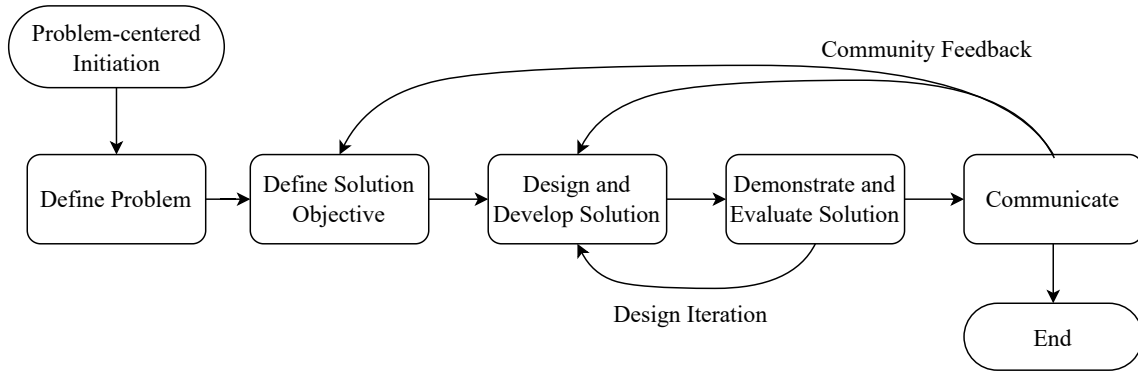 Problem-centered
Initiation
Community Feedback
Define Problem
Define Solution
Objective
Design and
Develop Solution
Demonstrate and
Evaluate Solution
Communicate
Design Iteration
End